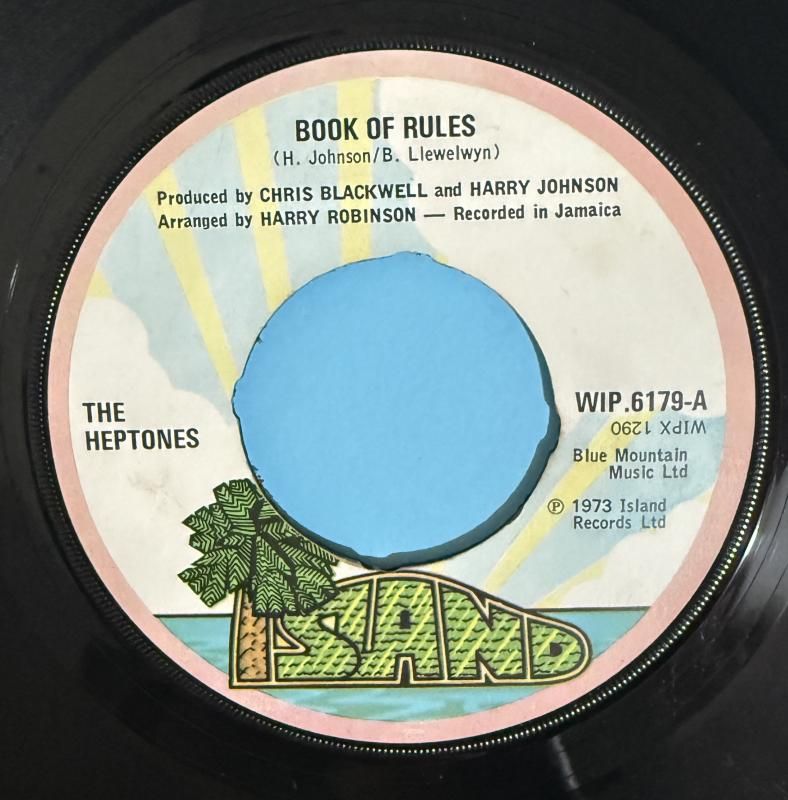 BOOK OF RULES
(H. Johnson/B. Llewelwyn)
Produced by CHRIS BLACKWELL and HARRY JOHNSON
Arranged by HARRY ROBINSON — Recorded in Jamaica
THE
HEPTONES
WIP.6179-A
WIPX 1290
Blue Mountain
Music Ltd
℗ 1973 Island
Records Ltd
ISLAND